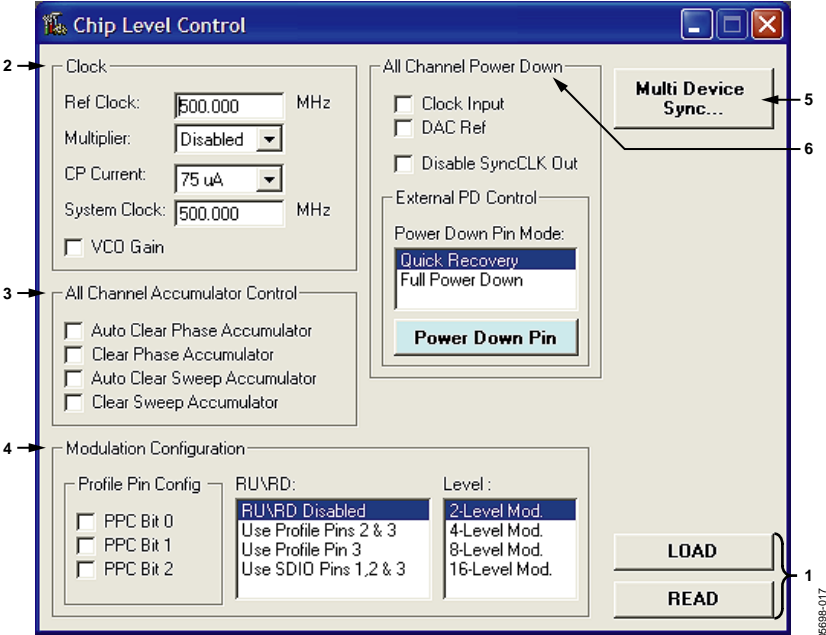 Chip Level Control
2
Clock
Ref Clock: 500.000 MHz
Multiplier: Disabled
CP Current: 75 uA
System Clock: 500.000 MHz
VCO Gain
3
All Channel Accumulator Control
Auto Clear Phase Accumulator
Clear Phase Accumulator
Auto Clear Sweep Accumulator
Clear Sweep Accumulator
All Channel Power Down
Clock Input
DAC Ref
Disable SyncCLK Out
External PD Control
Power Down Pin Mode:
Quick Recovery
Full Power Down
Power Down Pin
Multi Device
Sync...
5
6
4
Modulation Configuration
Profile Pin Config
PPC Bit 0
PPC Bit 1
PPC Bit 2
RU\RD:
RU\RD Disabled
Use Profile Pins 2 & 3
Use Profile Pin 3
Use SDIO Pins 1,2 & 3
Level :
2-Level Mod.
4-Level Mod.
8-Level Mod.
16-Level Mod.
LOAD
READ
1
5698-017